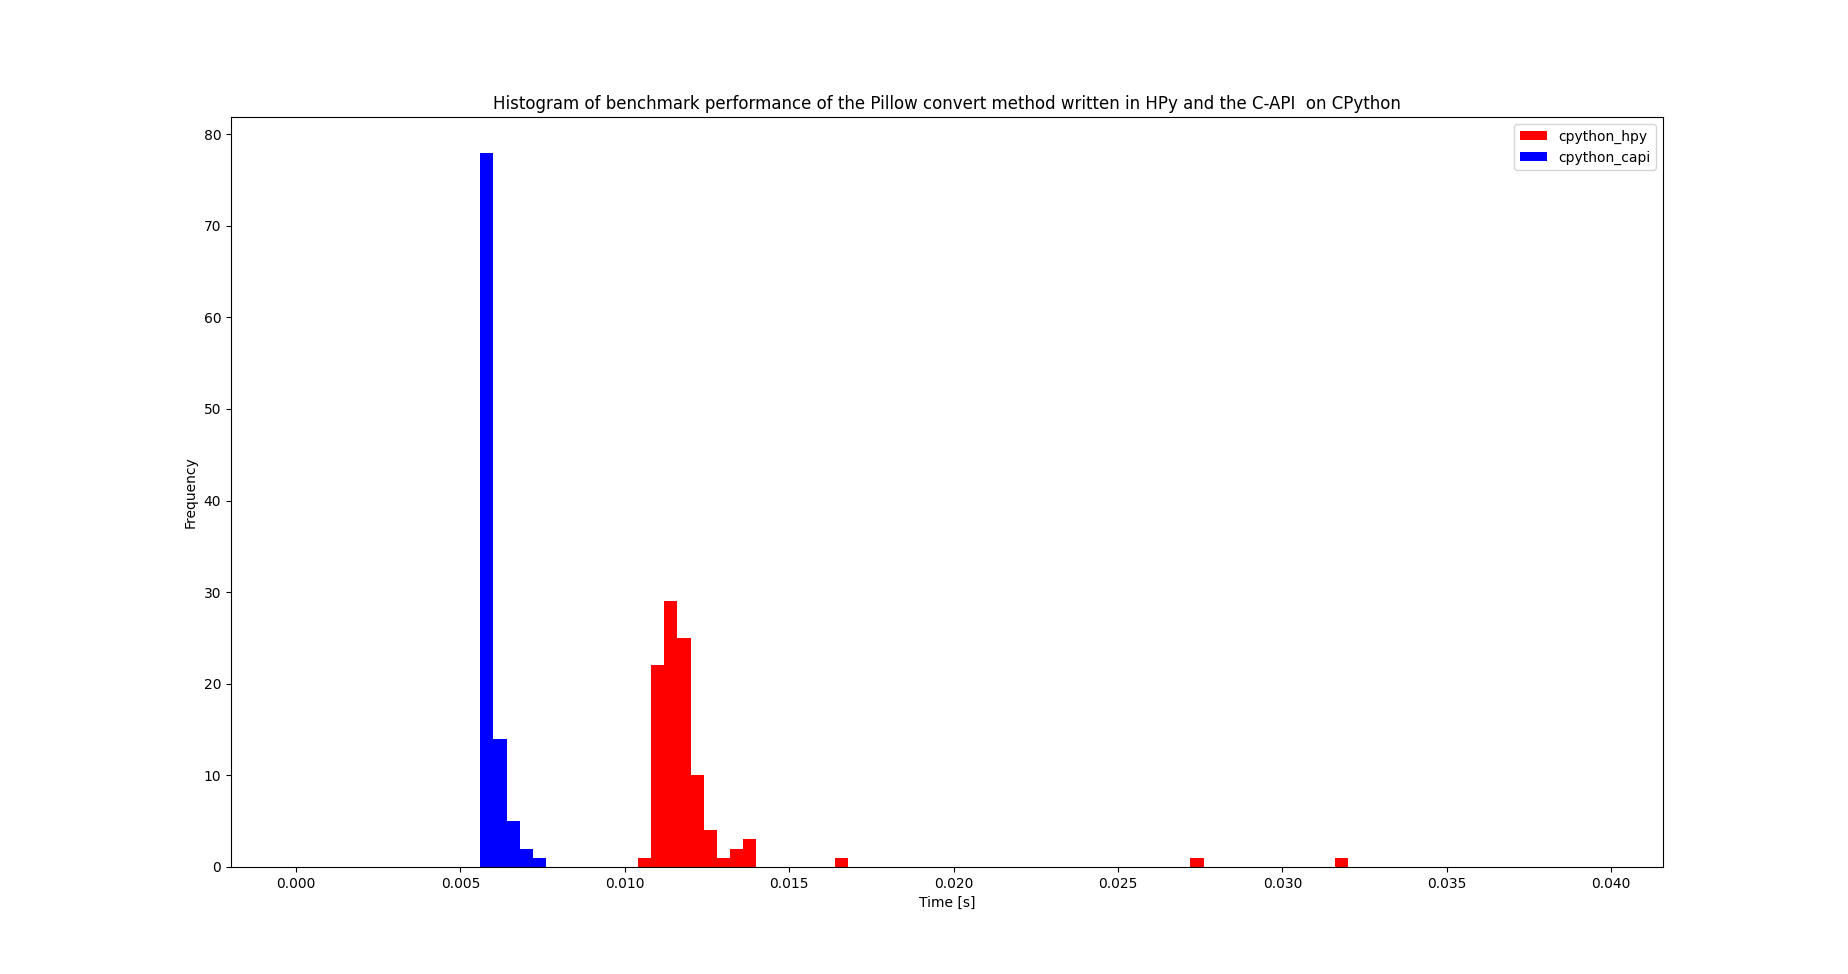 Histogram of benchmark performance of the Pillow convert method written in HPy and the C-API  on CPython
cpython_hpy
cpython_capi
80
70
60
50
40
30
20
10
0
Frequency
0.000 0.005 0.010 0.015 0.020 0.025 0.030 0.035 0.040
Time [s]